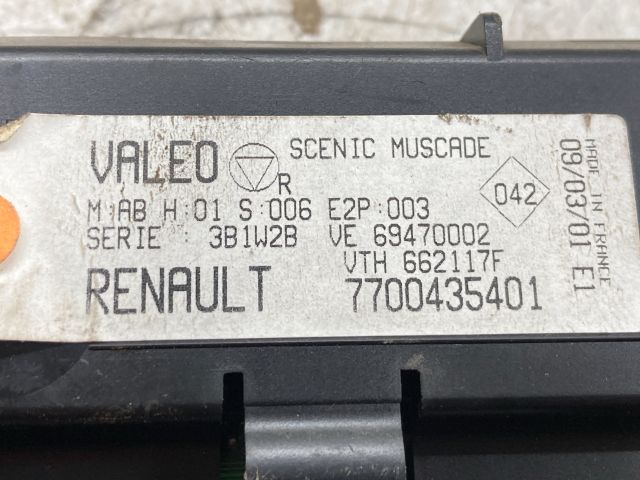 VALEO R SCENIC MUSCADE
M:AB H:01 S:006 E2P:003
042
SERIE : 3B1W2B VE 69470002
VTH 662117F
RENAULT 7700435401
MADE IN FRANCE
09/03/01 E1